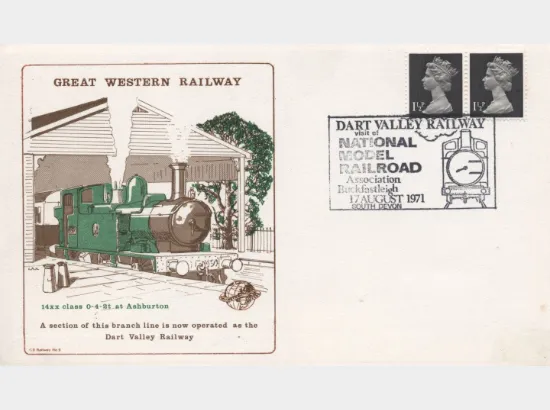 GREAT WESTERN RAILWAY
14xx class 0-4-2t at Ashburton
A section of this branch line is now operated as the
Dart Valley Railway
1½ᴾ
1½ᴾ
DART VALLEY RAILWAY
visit of
NATIONAL
MODEL
RAILROAD
Association
Buckfastleigh
17 AUGUST 1971
SOUTH DEVON